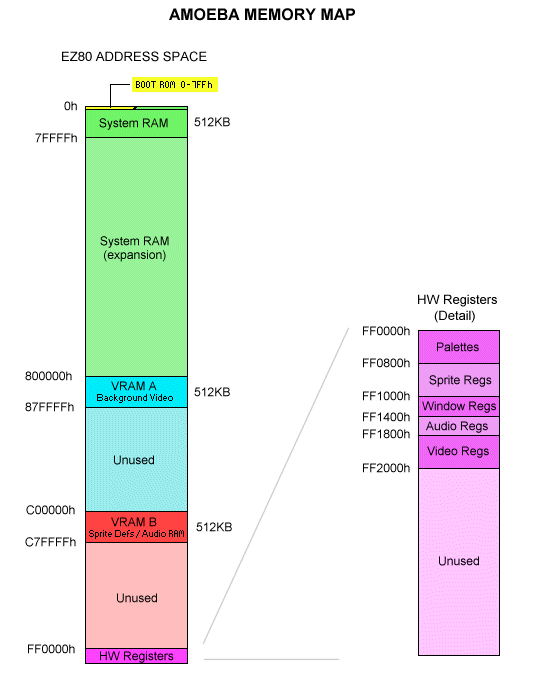 AMOEBA MEMORY MAP
EZ80 ADDRESS SPACE
BOOT ROM 0-7FFh
0h
System RAM
512KB
7FFFFh
System RAM
(expansion)
800000h
VRAM A
Background Video
512KB
87FFFFh
Unused
C00000h
VRAM B
Sprite Defs / Audio RAM
512KB
C7FFFFh
Unused
FF0000h
HW Registers
HW Registers
(Detail)
FF0000h
Palettes
FF0800h
Sprite Regs
FF1000h
Window Regs
FF1400h
Audio Regs
FF1800h
Video Regs
FF2000h
Unused